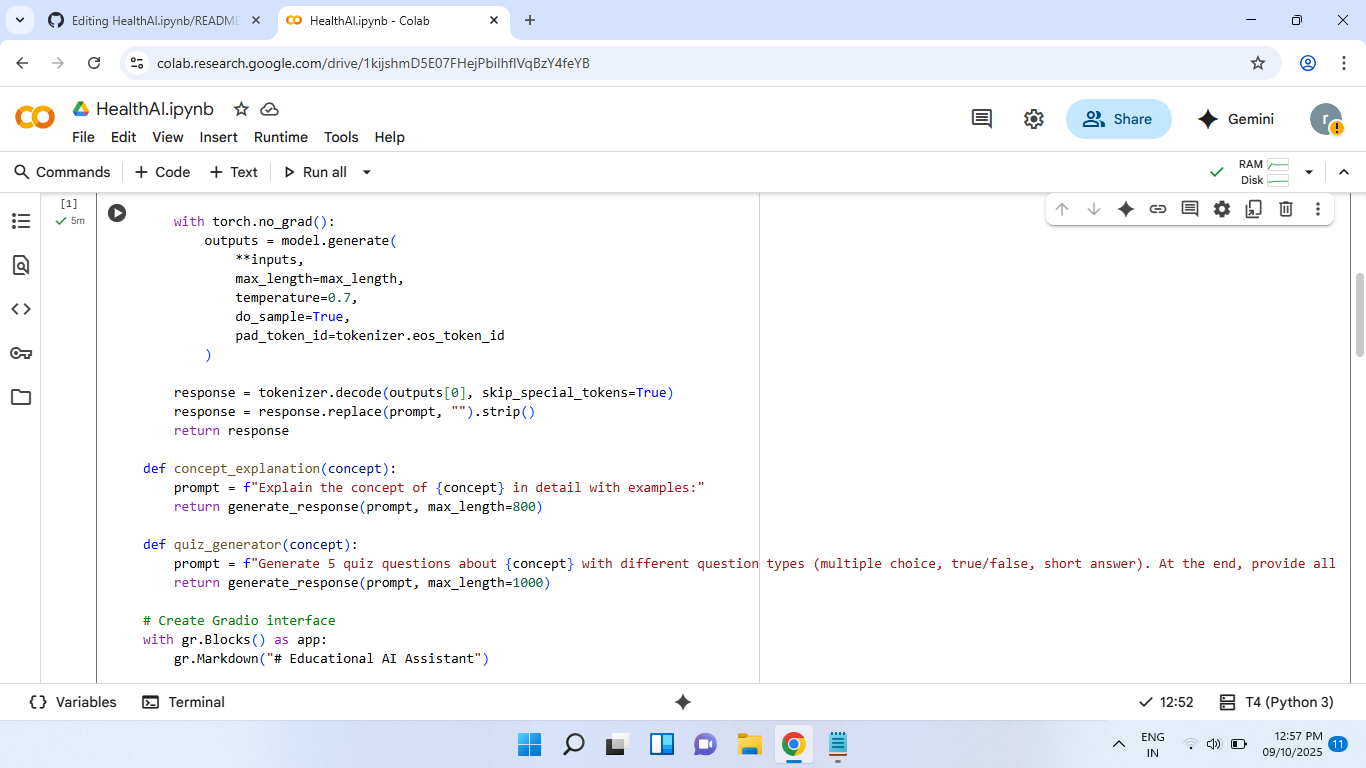 Editing HealthAI.ipynb/README
HealthAI.ipynb - Colab
colab.research.google.com/drive/1kijshmD5E07FHejPbiIhfIVqBzY4feYB
HealthAI.ipynb
File Edit View Insert Runtime Tools Help
Share
Gemini
r
Commands + Code + Text Run all
RAM
Disk
[1]
5m
with torch.no_grad():
outputs = model.generate(
**inputs,
max_length=max_length,
temperature=0.7,
do_sample=True,
pad_token_id=tokenizer.eos_token_id
)
response = tokenizer.decode(outputs[0], skip_special_tokens=True)
response = response.replace(prompt, "").strip()
return response
def concept_explanation(concept):
prompt = f"Explain the concept of {concept} in detail with examples:"
return generate_response(prompt, max_length=800)
def quiz_generator(concept):
prompt = f"Generate 5 quiz questions about {concept} with different question types (multiple choice, true/false, short answer). At the end, provide all
return generate_response(prompt, max_length=1000)
# Create Gradio interface
with gr.Blocks() as app:
gr.Markdown("# Educational AI Assistant")
{} Variables
Terminal
12:52
T4 (Python 3)
ENG
IN
12:57 PM
09/10/2025
11